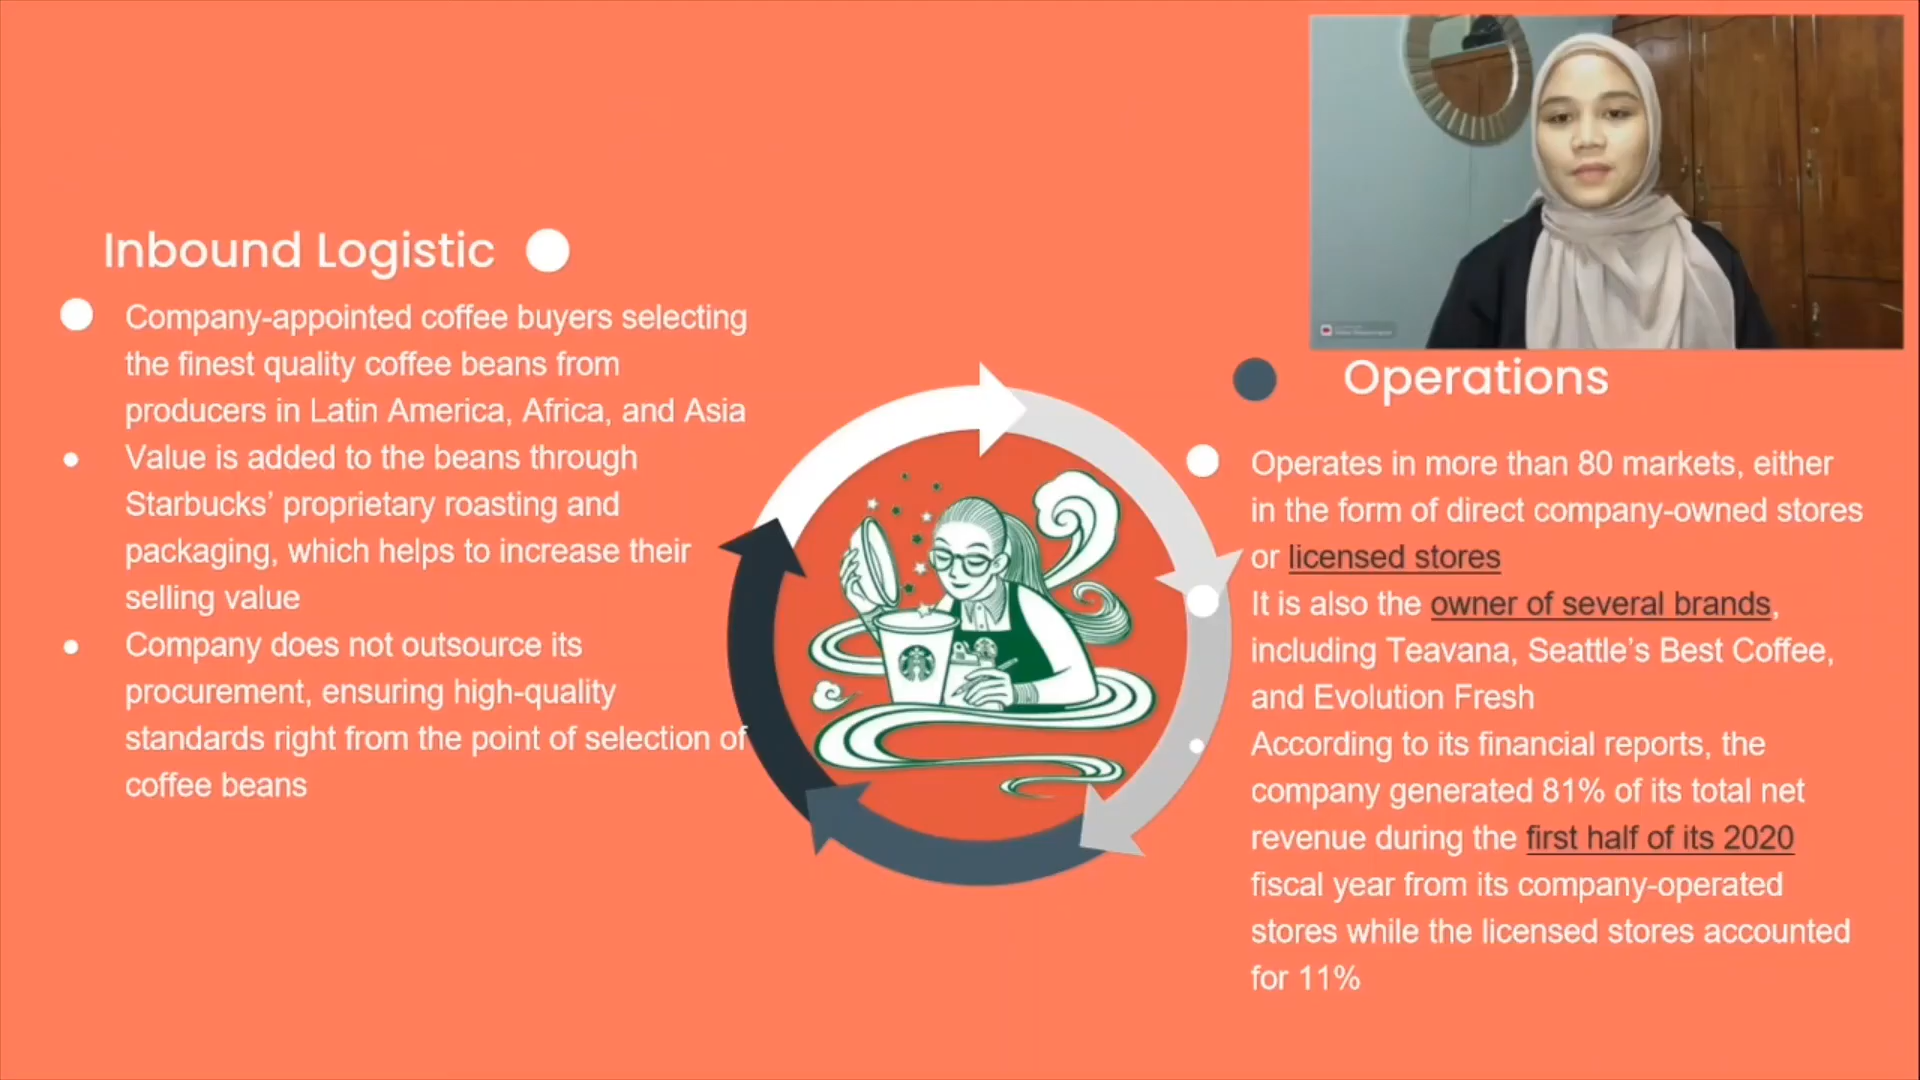 Inbound Logistic
Company-appointed coffee buyers selecting
the finest quality coffee beans from
producers in Latin America, Africa, and Asia
Value is added to the beans through
Starbucks’ proprietary roasting and
packaging, which helps to increase their
selling value
Company does not outsource its
procurement, ensuring high-quality
standards right from the point of selection of
coffee beans
Operations
Operates in more than 80 markets, either
in the form of direct company-owned stores
or licensed stores
It is also the owner of several brands,
including Teavana, Seattle’s Best Coffee,
and Evolution Fresh
According to its financial reports, the
company generated 81% of its total net
revenue during the first half of its 2020
fiscal year from its company-operated
stores while the licensed stores accounted
for 11%